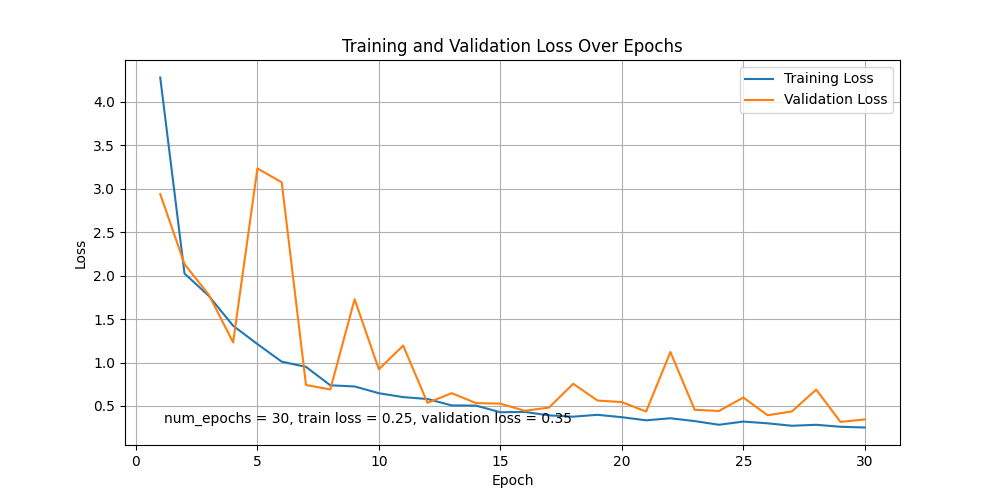 Training and Validation Loss Over Epochs
Training Loss
Validation Loss
Loss
4.0
3.5
3.0
2.5
2.0
1.5
1.0
0.5
num_epochs = 30, train loss = 0.25, validation loss = 0.35
0 5 10 15 20 25 30
Epoch